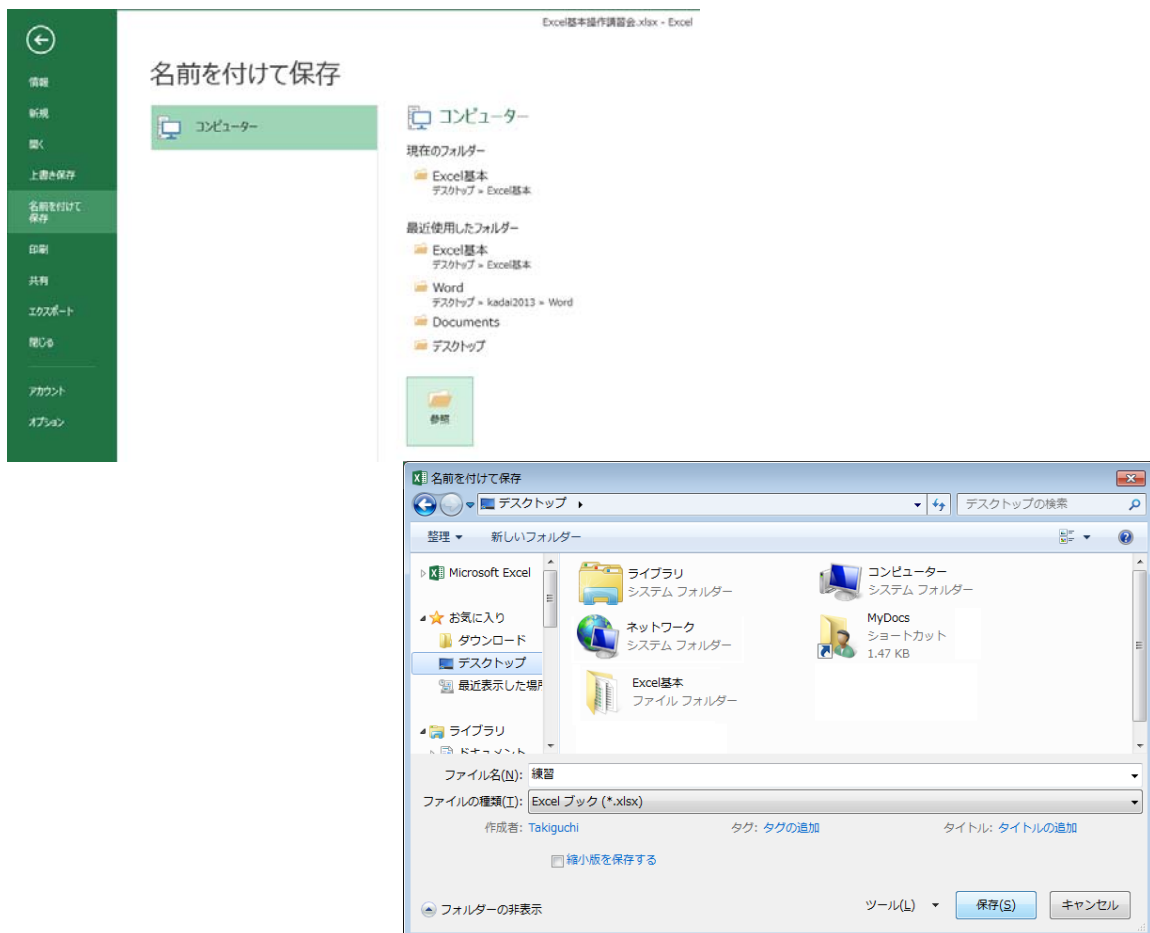 Excel基本操作講習会.xlsx - Excel
情報
新規
開く
上書き保存
名前を付けて
保存
印刷
共有
エクスポート
閉じる
アカウント
オプション
名前を付けて保存
コンピューター
コンピューター
現在のフォルダー
Excel基本
デスクトップ » Excel基本
最近使用したフォルダー
Excel基本
デスクトップ » Excel基本
Word
デスクトップ » kadai2013 » Word
Documents
デスクトップ
参照
名前を付けて保存
デスクトップ
デスクトップの検索
整理
新しいフォルダー
Microsoft Excel
お気に入り
ダウンロード
デスクトップ
最近表示した場所
ライブラリ
ドキュメント
ライブラリ
システム フォルダー
コンピューター
システム フォルダー
ネットワーク
システム フォルダー
MyDocs
ショートカット
1.47 KB
Excel基本
ファイル フォルダー
ファイル名(N): 練習
ファイルの種類(T): Excel ブック (*.xlsx)
作成者: Takiguchi タグ: タグの追加 タイトル: タイトルの追加
縮小版を保存する
フォルダーの非表示
ツール(L) 保存(S) キャンセル